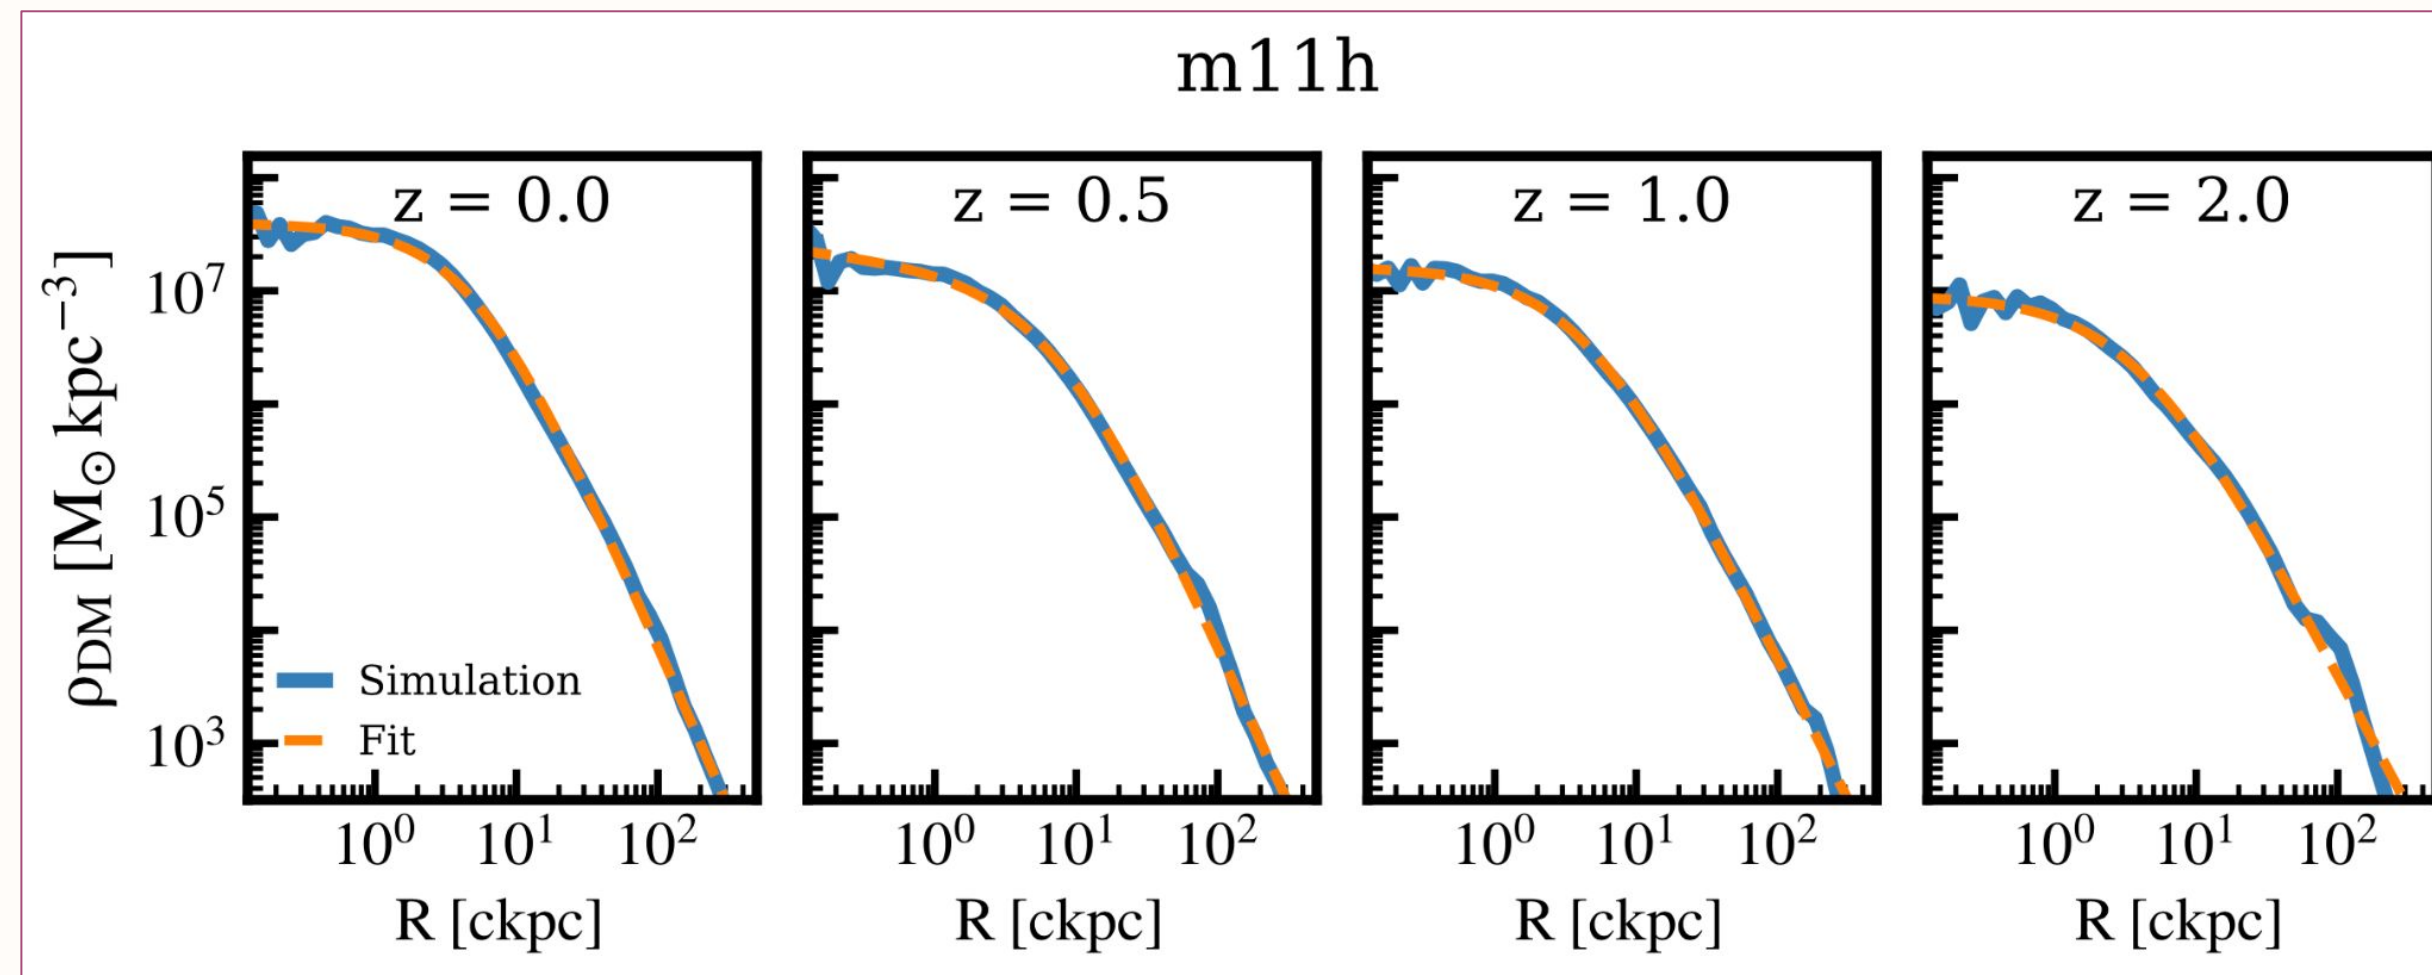 m11h
z = 0.0
z = 0.5
z = 1.0
z = 2.0
ρDM [M⊙ kpc⁻³]
10⁷
10⁵
10³
Simulation
Fit
10⁰ 10¹ 10²
10⁰ 10¹ 10²
10⁰ 10¹ 10²
10⁰ 10¹ 10²
R [ckpc]
R [ckpc]
R [ckpc]
R [ckpc]